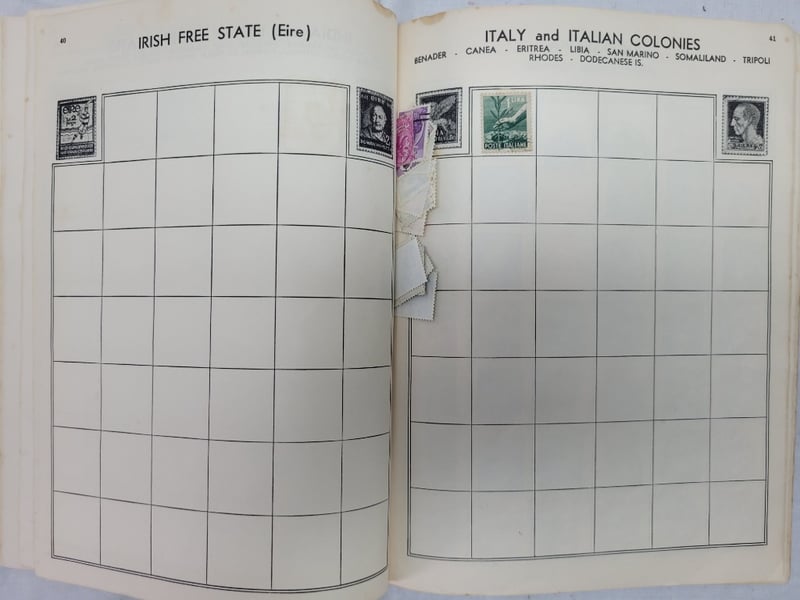 40
IRISH FREE STATE (Eire)
ITALY and ITALIAN COLONIES
41
BENADER - CANEA - ERITREA - LIBIA - SAN MARINO - SOMALILAND - TRIPOLI
RHODES - DODECANESE IS.
POSTE ITALIANE